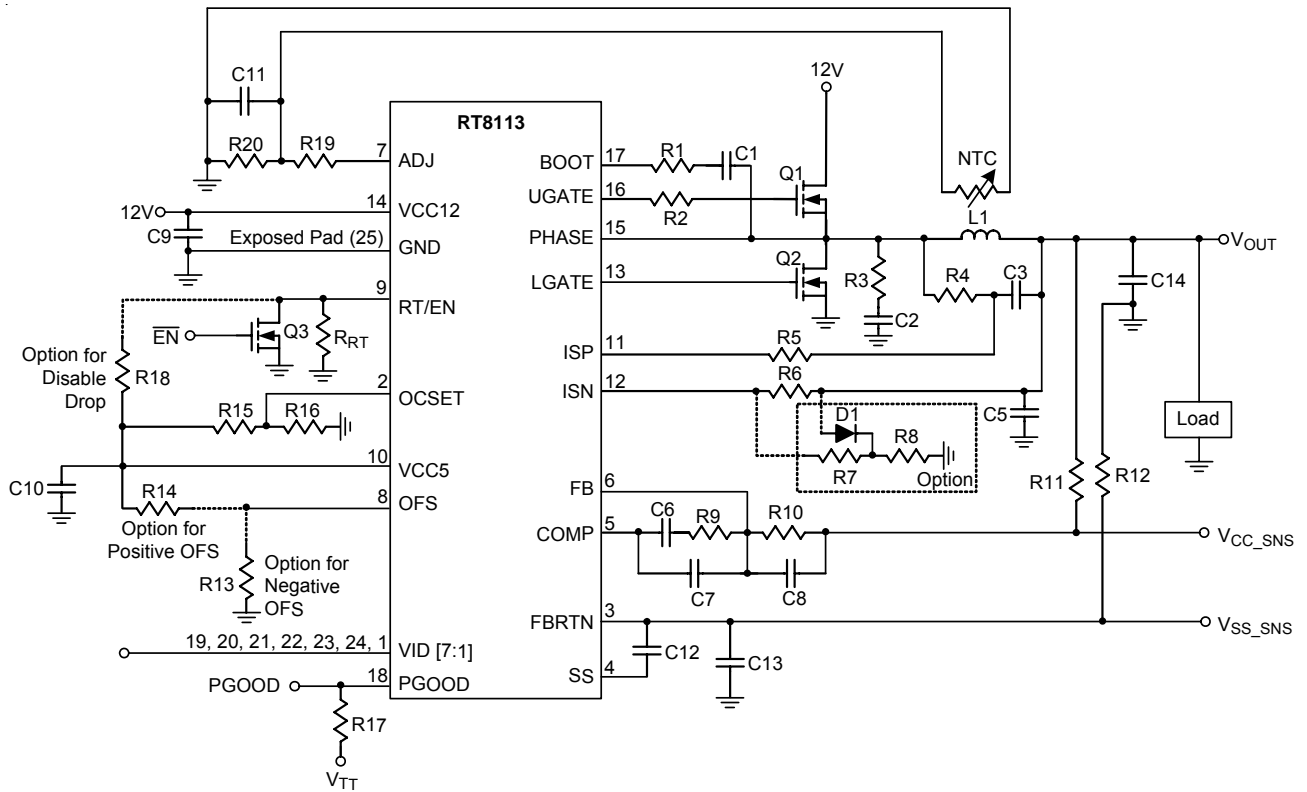 C11
12V
RT8113
R20
R19
7
ADJ
BOOT
17
R1
C1
Q1
NTC
UGATE
16
R2
14
12V
VCC12
C9
Exposed Pad (25)
GND
PHASE
15
L1
VOUT
LGATE
13
Q2
R3
R4
C3
C14
9
RT/EN
C2
EN
Q3
RRT
ISP
11
R5
Option for
Disable
Drop
R18
2
OCSET
ISN
12
R6
R15
R16
D1
C5
Load
R7
R8
Option
10
VCC5
C10
R14
8
OFS
FB
6
R11
R12
Option for
Positive OFS
C6
R9
R10
COMP
5
VCC_SNS
R13
Option for
Negative
OFS
C7
C8
FBRTN
3
VSS_SNS
19, 20, 21, 22, 23, 24, 1
VID [7:1]
C12
C13
SS
4
PGOOD
18
PGOOD
R17
VTT